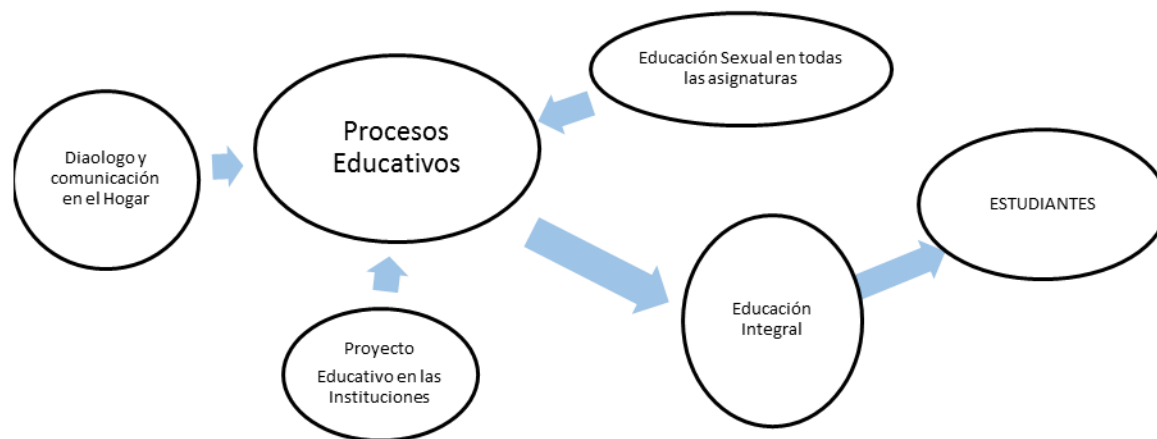 Educación Sexual en todas
las asignaturas
Procesos
Educativos
Diaologo y
comunicación
en el Hogar
ESTUDIANTES
Educación
Integral
Proyecto
Educativo en las
Instituciones